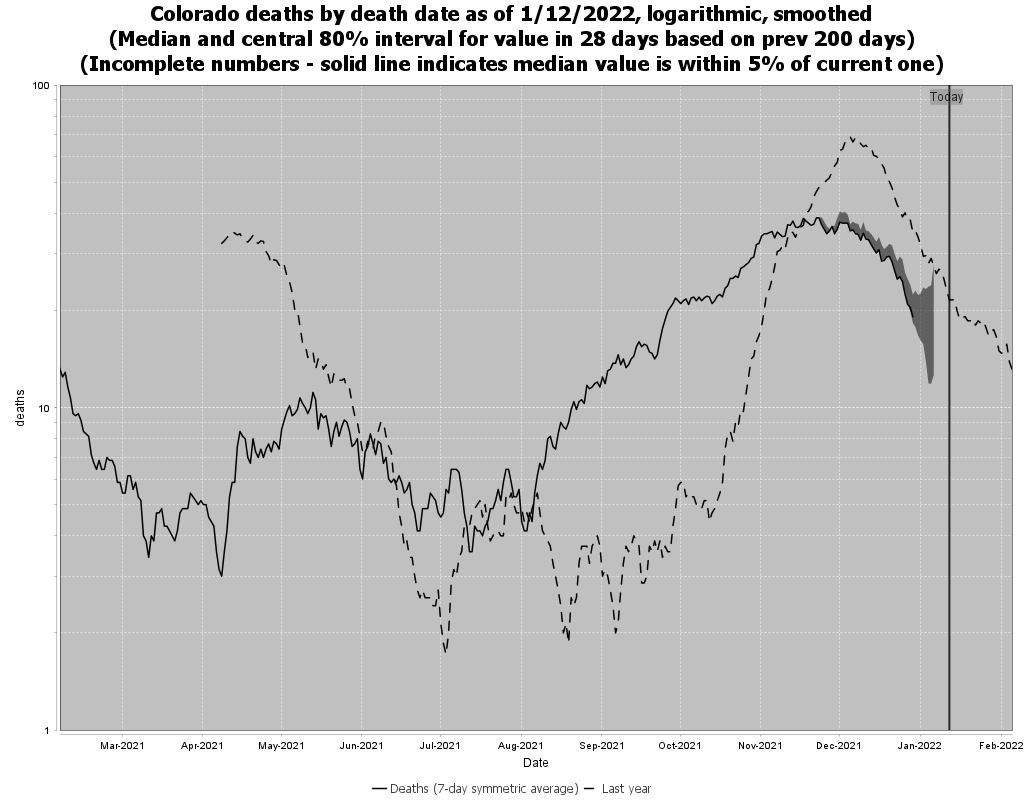 Colorado deaths by death date as of 1/12/2022, logarithmic, smoothed
(Median and central 80% interval for value in 28 days based on prev 200 days)
(Incomplete numbers - solid line indicates median value is within 5% of current one)
100
Today
10
deaths
1
Mar-2021 Apr-2021 May-2021 Jun-2021 Jul-2021 Aug-2021 Sep-2021 Oct-2021 Nov-2021 Dec-2021 Jan-2022 Feb-2022
Date
Deaths (7-day symmetric average) Last year